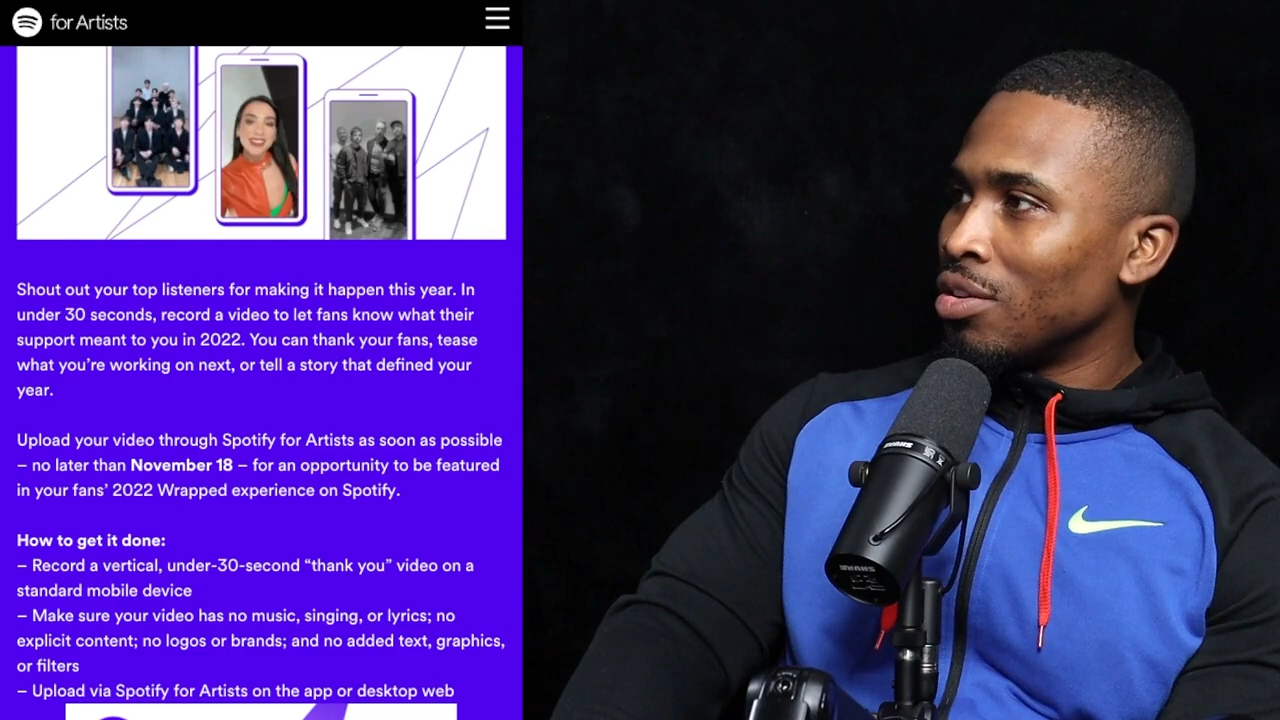 for Artists
Shout out your top listeners for making it happen this year. In
under 30 seconds, record a video to let fans know what their
support meant to you in 2022. You can thank your fans, tease
what you’re working on next, or tell a story that defined your
year.
Upload your video through Spotify for Artists as soon as possible
– no later than November 18 – for an opportunity to be featured
in your fans’ 2022 Wrapped experience on Spotify.
How to get it done:
– Record a vertical, under-30-second “thank you” video on a
standard mobile device
– Make sure your video has no music, singing, or lyrics; no
explicit content; no logos or brands; and no added text, graphics,
or filters
– Upload via Spotify for Artists on the app or desktop web
SHURE
SHURE